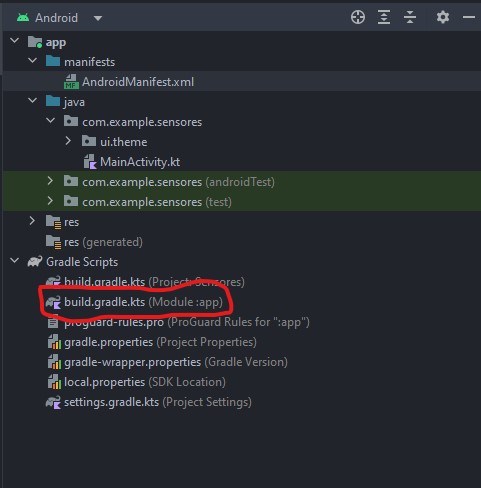 Android
app
manifests
AndroidManifest.xml
java
com.example.sensores
ui.theme
MainActivity.kt
com.example.sensores (androidTest)
com.example.sensores (test)
res
res (generated)
Gradle Scripts
build.gradle.kts (Project: Sensores)
build.gradle.kts (Module :app)
proguard-rules.pro (ProGuard Rules for ":app")
gradle.properties (Project Properties)
gradle-wrapper.properties (Gradle Version)
local.properties (SDK Location)
settings.gradle.kts (Project Settings)